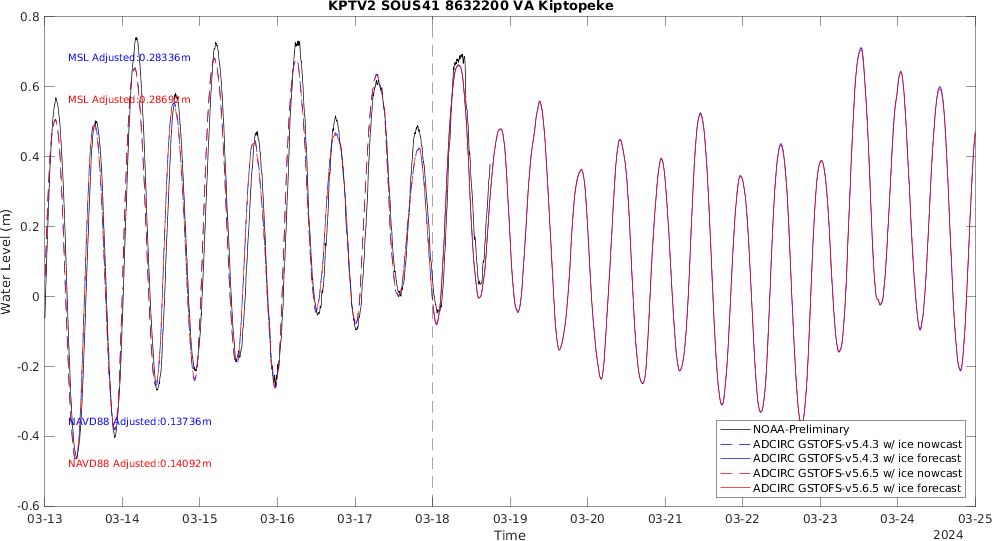 KPTV2 SOUS41 8632200 VA Kiptopeke
0.8
0.6
0.4
0.2
0
-0.2
-0.4
-0.6
Water Level (m)
MSL Adjusted:0.28336m
MSL Adjusted:0.28692m
NAVD88 Adjusted:0.13736m
NAVD88 Adjusted:0.14092m
NOAA-Preliminary
ADCIRC GSTOFS-v5.4.3 w/ ice nowcast
ADCIRC GSTOFS-v5.4.3 w/ ice forecast
ADCIRC GSTOFS-v5.6.5 w/ ice nowcast
ADCIRC GSTOFS-v5.6.5 w/ ice forecast
03-13 03-14 03-15 03-16 03-17 03-18 03-19 03-20 03-21 03-22 03-23 03-24 03-25
Time
2024